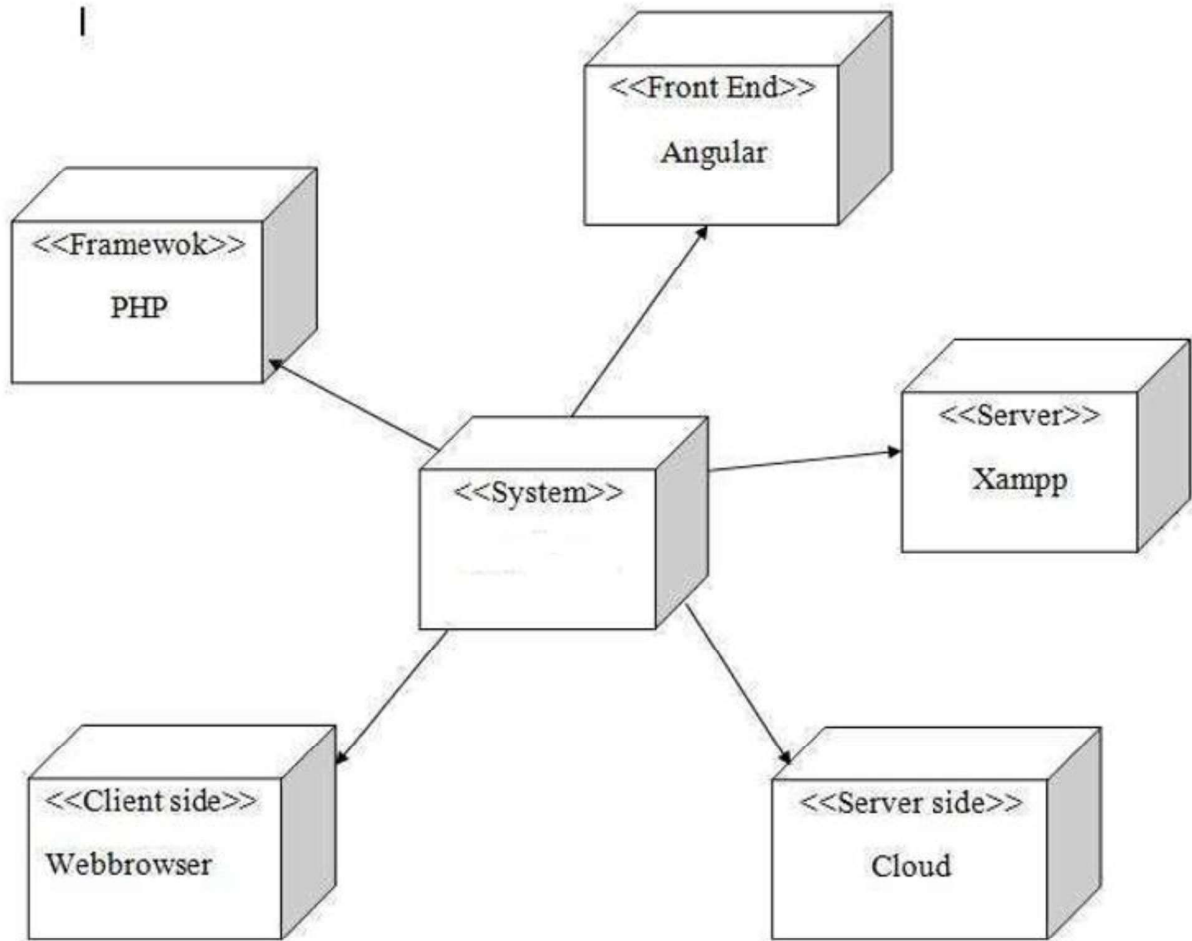 <<Front End>>
Angular
<<Framewok>>
PHP
<<Server>>
Xampp
<<System>>
<<Client side>>
Webbrowser
<<Server side>>
Cloud